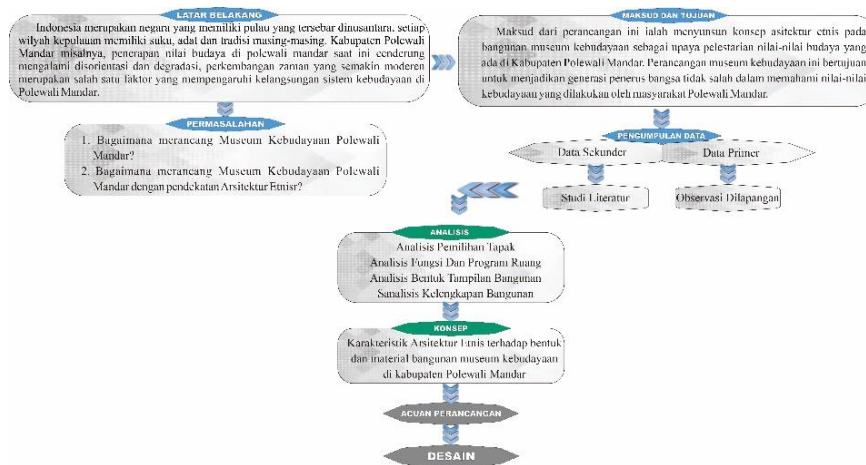 LATAR BELAKANG
Indonesia merupakan negara yang memiliki pulau yang tersebar dinusantara, setiap
wilyah kepulauan memiliki suku, adat dan tradisi masing-masing. Kabupaten Polewali
Mandar misalnya, penerapan nilai budaya di polewali mandar saat ini cenderung
mengalami disorientasi dan degradasi, perkembangan zaman yang semakin moderen
merupakan salah satu faktor yang mempengaruhi kelangsungan sistem kebudayaan di
Polewali Mandar.
PERMASALAHAN
1. Bagaimana merancang Museum Kebudayaan Polewali
Mandar?
2. Bagaimana merancang Museum Kebudayaan Polewali
Mandar dengan pendekatan Arsitektur Etnisr?
MAKSUD DAN TUJUAN
Maksud dari perancangan ini ialah menyunsun konsep asitektur etnis pada
bangunan museum kebudayaan sebagai upaya pelestarian nilai-nilai budaya yang
ada di Kabupaten Polewali Mandar. Perancangan museum kebudayaan ini bertujuan
untuk menjadikan generasi penerus bangsa tidak salah dalam memahami nilai-nilai
kebudayaan yang dilakukan oleh masyarakat Polewali Mandar.
PENGUMPULAN DATA
Data Sekunder
Data Primer
Studi Literatur
Observasi Dilapangan
ANALISIS
Analisis Pemilihan Tapak
Analisis Fungsi Dan Program Ruang
Analisis Bentuk Tampilan Bangunan
Sanalisis Kelengkapan Bangunan
KONSEP
Karakteristik Arsitektur Etnis terhadap bentuk
dan material bangunan museum kebudayaan
di kabupaten Polewali Mandar
ACUAN PERANCANGAN
DESAIN